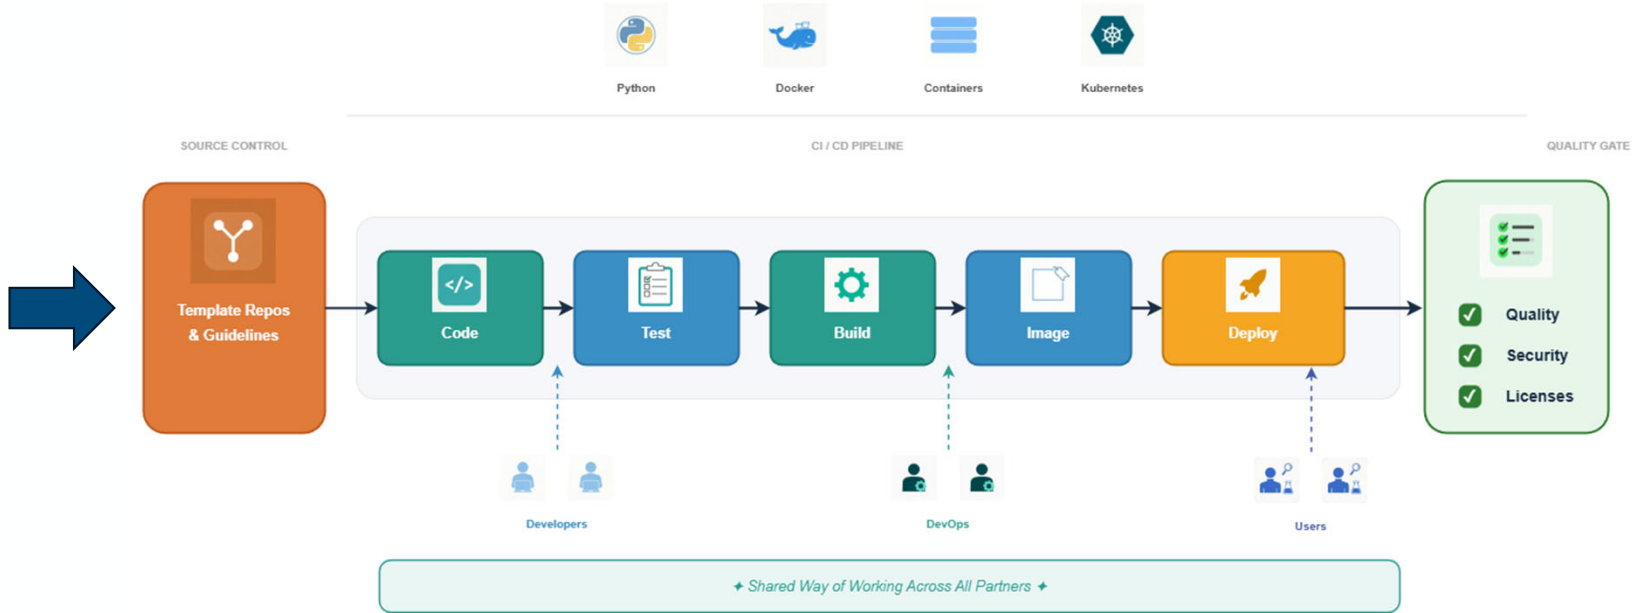 Python
Docker
Containers
Kubernetes
SOURCE CONTROL
CI / CD PIPELINE
QUALITY GATE
Template Repos
& Guidelines
</>
Code
Test
Build
Image
Deploy
Quality
Security
Licenses
Developers
DevOps
Users
✦ Shared Way of Working Across All Partners ✦